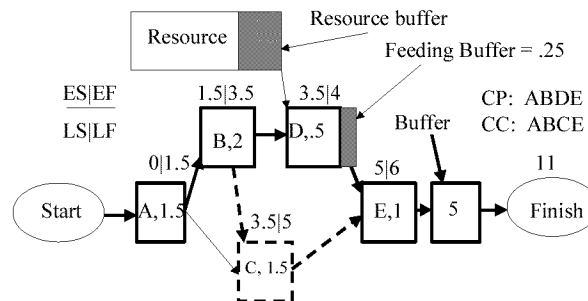 Resource
Resource buffer
Feeding Buffer = .25
ES|EF
LS|LF
1.5|3.5
3.5|4
CP: ABDE
CC: ABCE
B,2
D,.5
Buffer
0|1.5
5|6
11
Start
A,1.5
E,1
5
Finish
3.5|5
C, 1.5